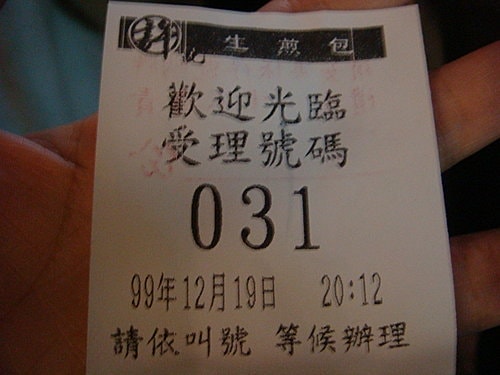 生煎包
歡迎光臨
受理號碼
031
99年12月19日 20:12
請依叫號 等候辦理